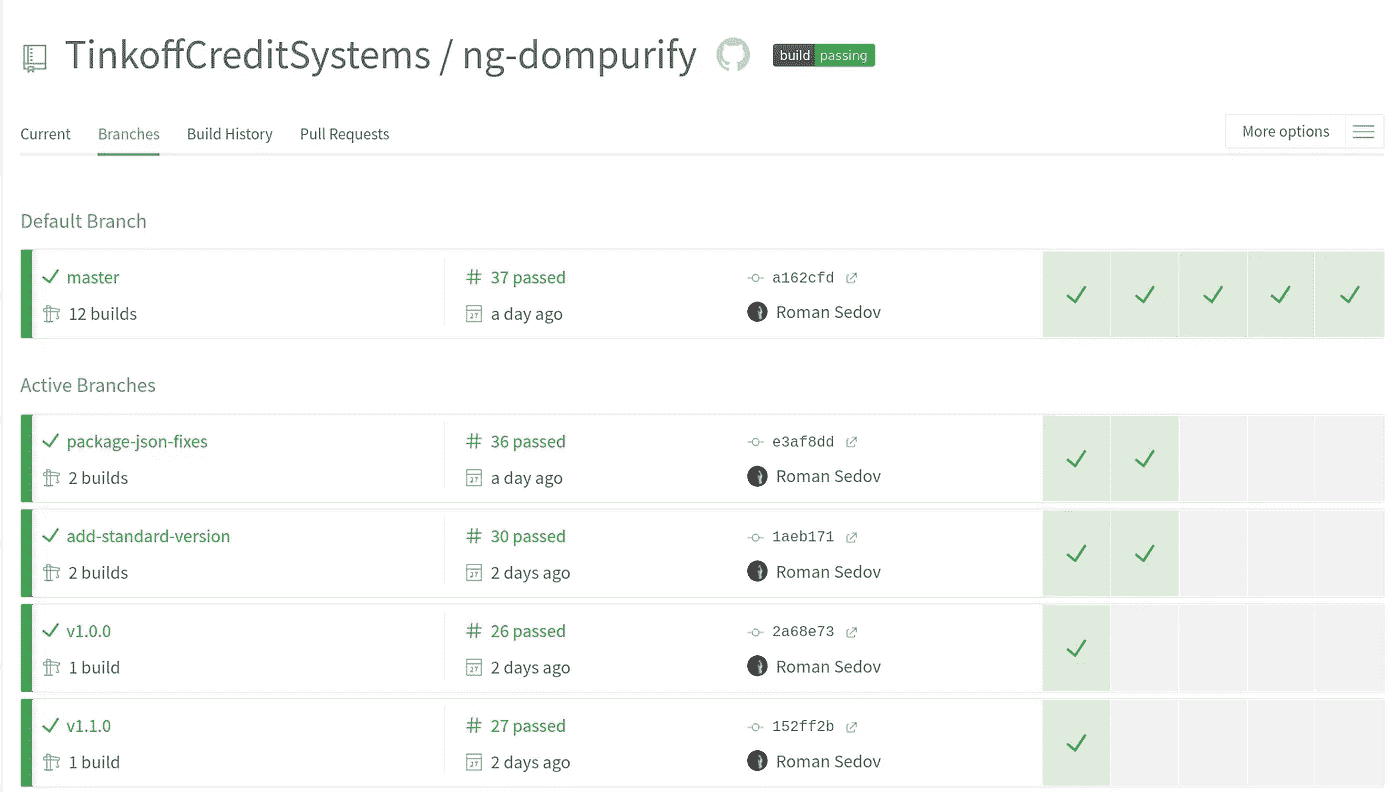 TinkoffCreditSystems / ng-dompurify build passing
Current Branches Build History Pull Requests More options
Default Branch
master # 37 passed a162cfd
12 builds a day ago Roman Sedov
Active Branches
package-json-fixes # 36 passed e3af8dd
2 builds a day ago Roman Sedov
add-standard-version # 30 passed 1aeb171
2 builds 2 days ago Roman Sedov
v1.0.0 # 26 passed 2a68e73
1 build 2 days ago Roman Sedov
v1.1.0 # 27 passed 152ff2b
1 build 2 days ago Roman Sedov